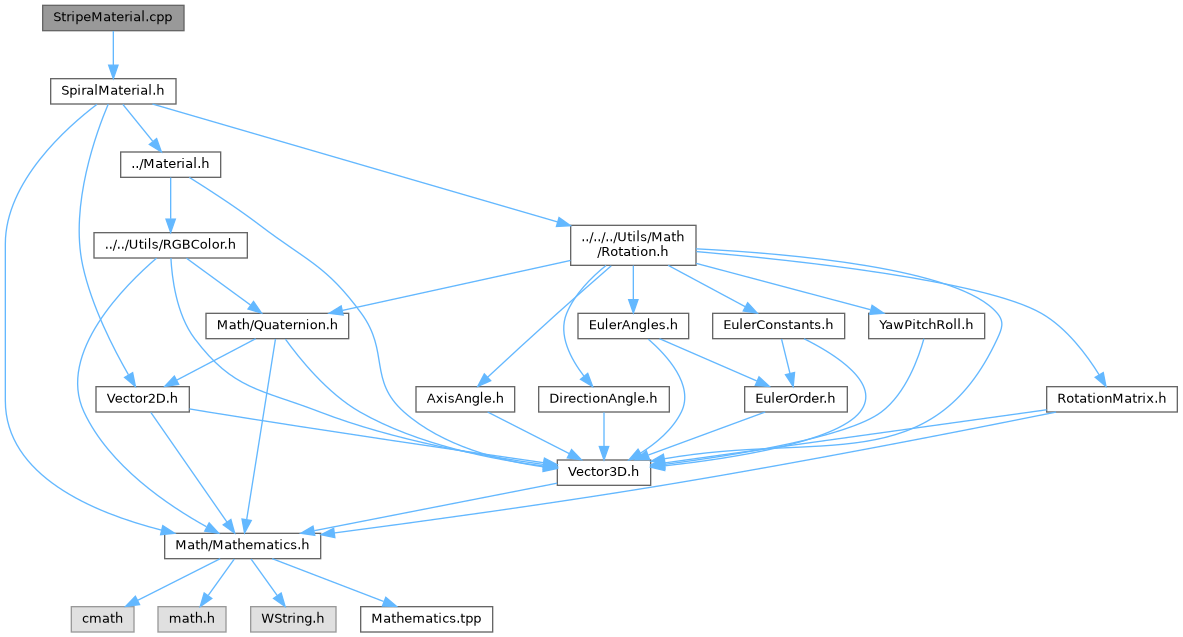 StripeMaterial.cpp
SpiralMaterial.h
../Material.h
../../Utils/RGBColor.h
../../../Utils/Math
/Rotation.h
Math/Quaternion.h
EulerAngles.h
EulerConstants.h
YawPitchRoll.h
Vector2D.h
AxisAngle.h
DirectionAngle.h
EulerOrder.h
RotationMatrix.h
Vector3D.h
Math/Mathematics.h
cmath
math.h
WString.h
Mathematics.tpp